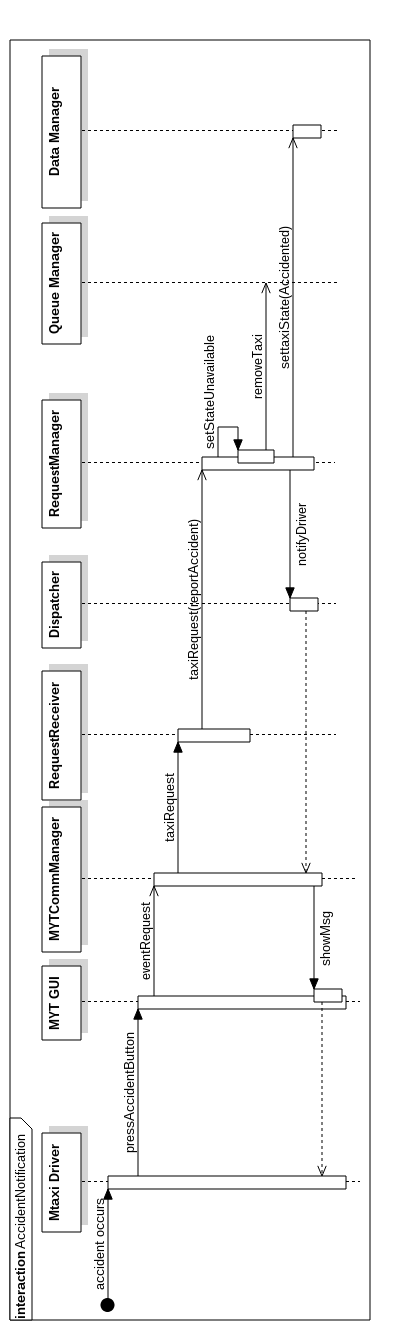 interaction AccidentNotification
Mtaxi Driver
MYT GUI
MYTCommManager
RequestReceiver
Dispatcher
RequestManager
Queue Manager
Data Manager
accident occurs
pressAccidentButton
eventRequest
taxiRequest
taxiRequest(reportAccident)
setStateUnavailable
removeTaxi
settaxiState(Accidented)
notifyDriver
showMsg